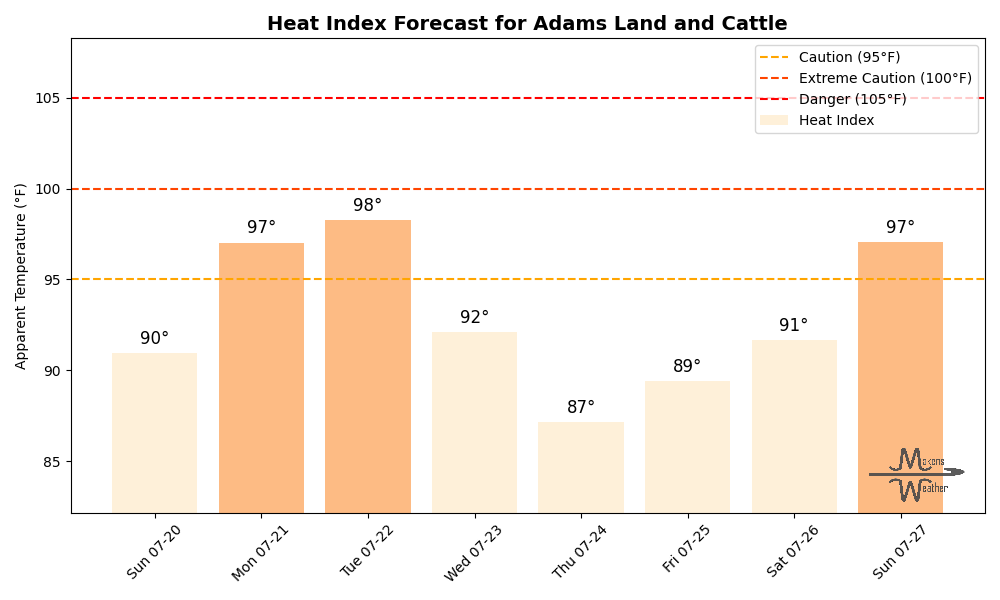 Heat Index Forecast for Adams Land and Cattle
Caution (95°F)
Extreme Caution (100°F)
Danger (105°F)
Heat Index
Apparent Temperature (°F)
105
100
95
90
85
90°
97°
98°
92°
87°
89°
91°
97°
Sun 07-20
Mon 07-21
Tue 07-22
Wed 07-23
Thu 07-24
Fri 07-25
Sat 07-26
Sun 07-27